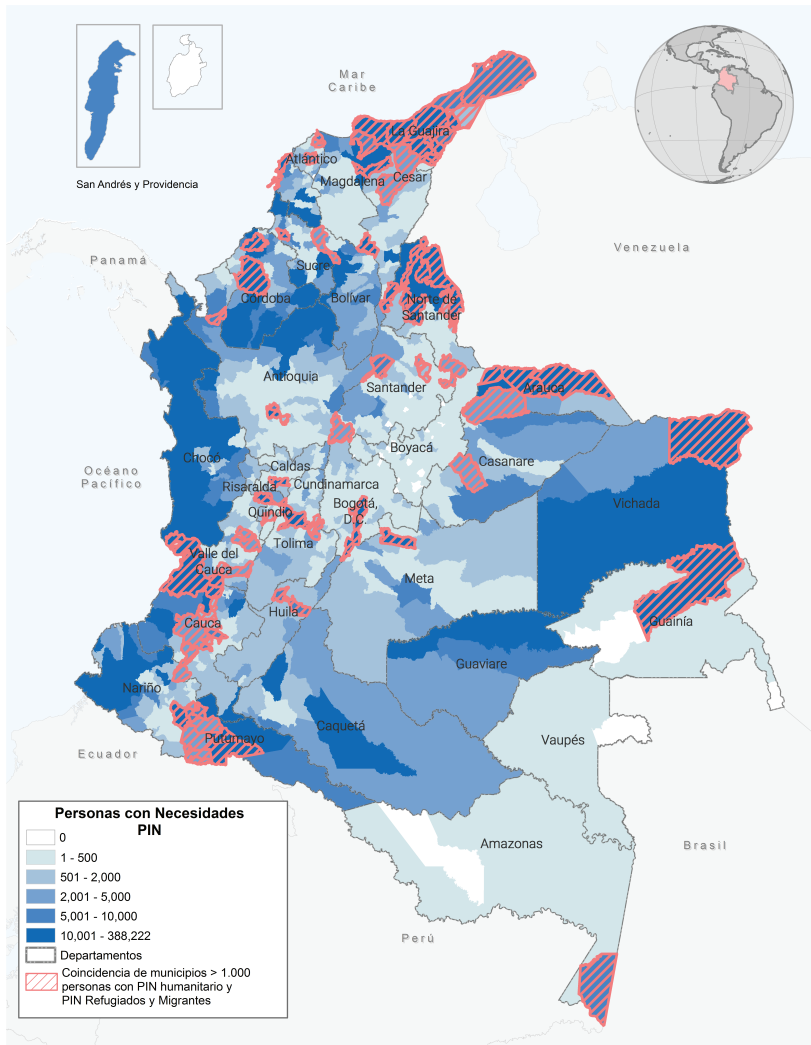 Mar
Caribe
San Andrés y Providencia
La Guajira
Atlántico
Magdalena
Cesar
Venezuela
Panamá
Sucre
Córdoba
Bolívar
Norte de
Santander
Antioquia
Santander
Arauca
Océano
Pacífico
Chocó
Boyacá
Caldas
Casanare
Risaralda
Cundinamarca
Quindio
Bogotá,
D.C.
Vichada
Tolima
Valle del
Cauca
Meta
Huila
Cauca
Guainía
Guaviare
Nariño
Caquetá
Putumayo
Vaupés
Ecuador
Amazonas
Brasil
Perú
Personas con Necesidades
PIN
0
1 - 500
501 - 2,000
2,001 - 5,000
5,001 - 10,000
10,001 - 388,222
Departamentos
Coincidencia de municipios > 1.000
personas con PIN humanitario y
PIN Refugiados y Migrantes